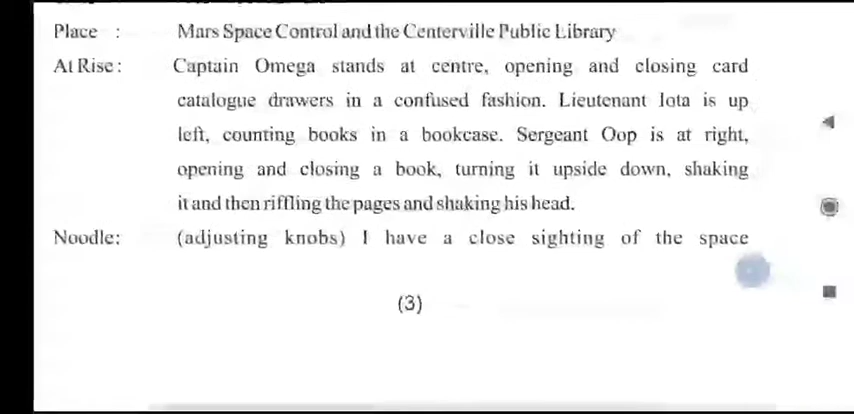 Place : Mars Space Control and the Centerville Public Library
At Rise : Captain Omega stands at centre, opening and closing card
catalogue drawers in a confused fashion. Lieutenant Iota is up
left, counting books in a bookcase. Sergeant Oop is at right,
opening and closing a book, turning it upside down, shaking
it and then riffling the pages and shaking his head.
Noodle: (adjusting knobs) I have a close sighting of the space
(3)